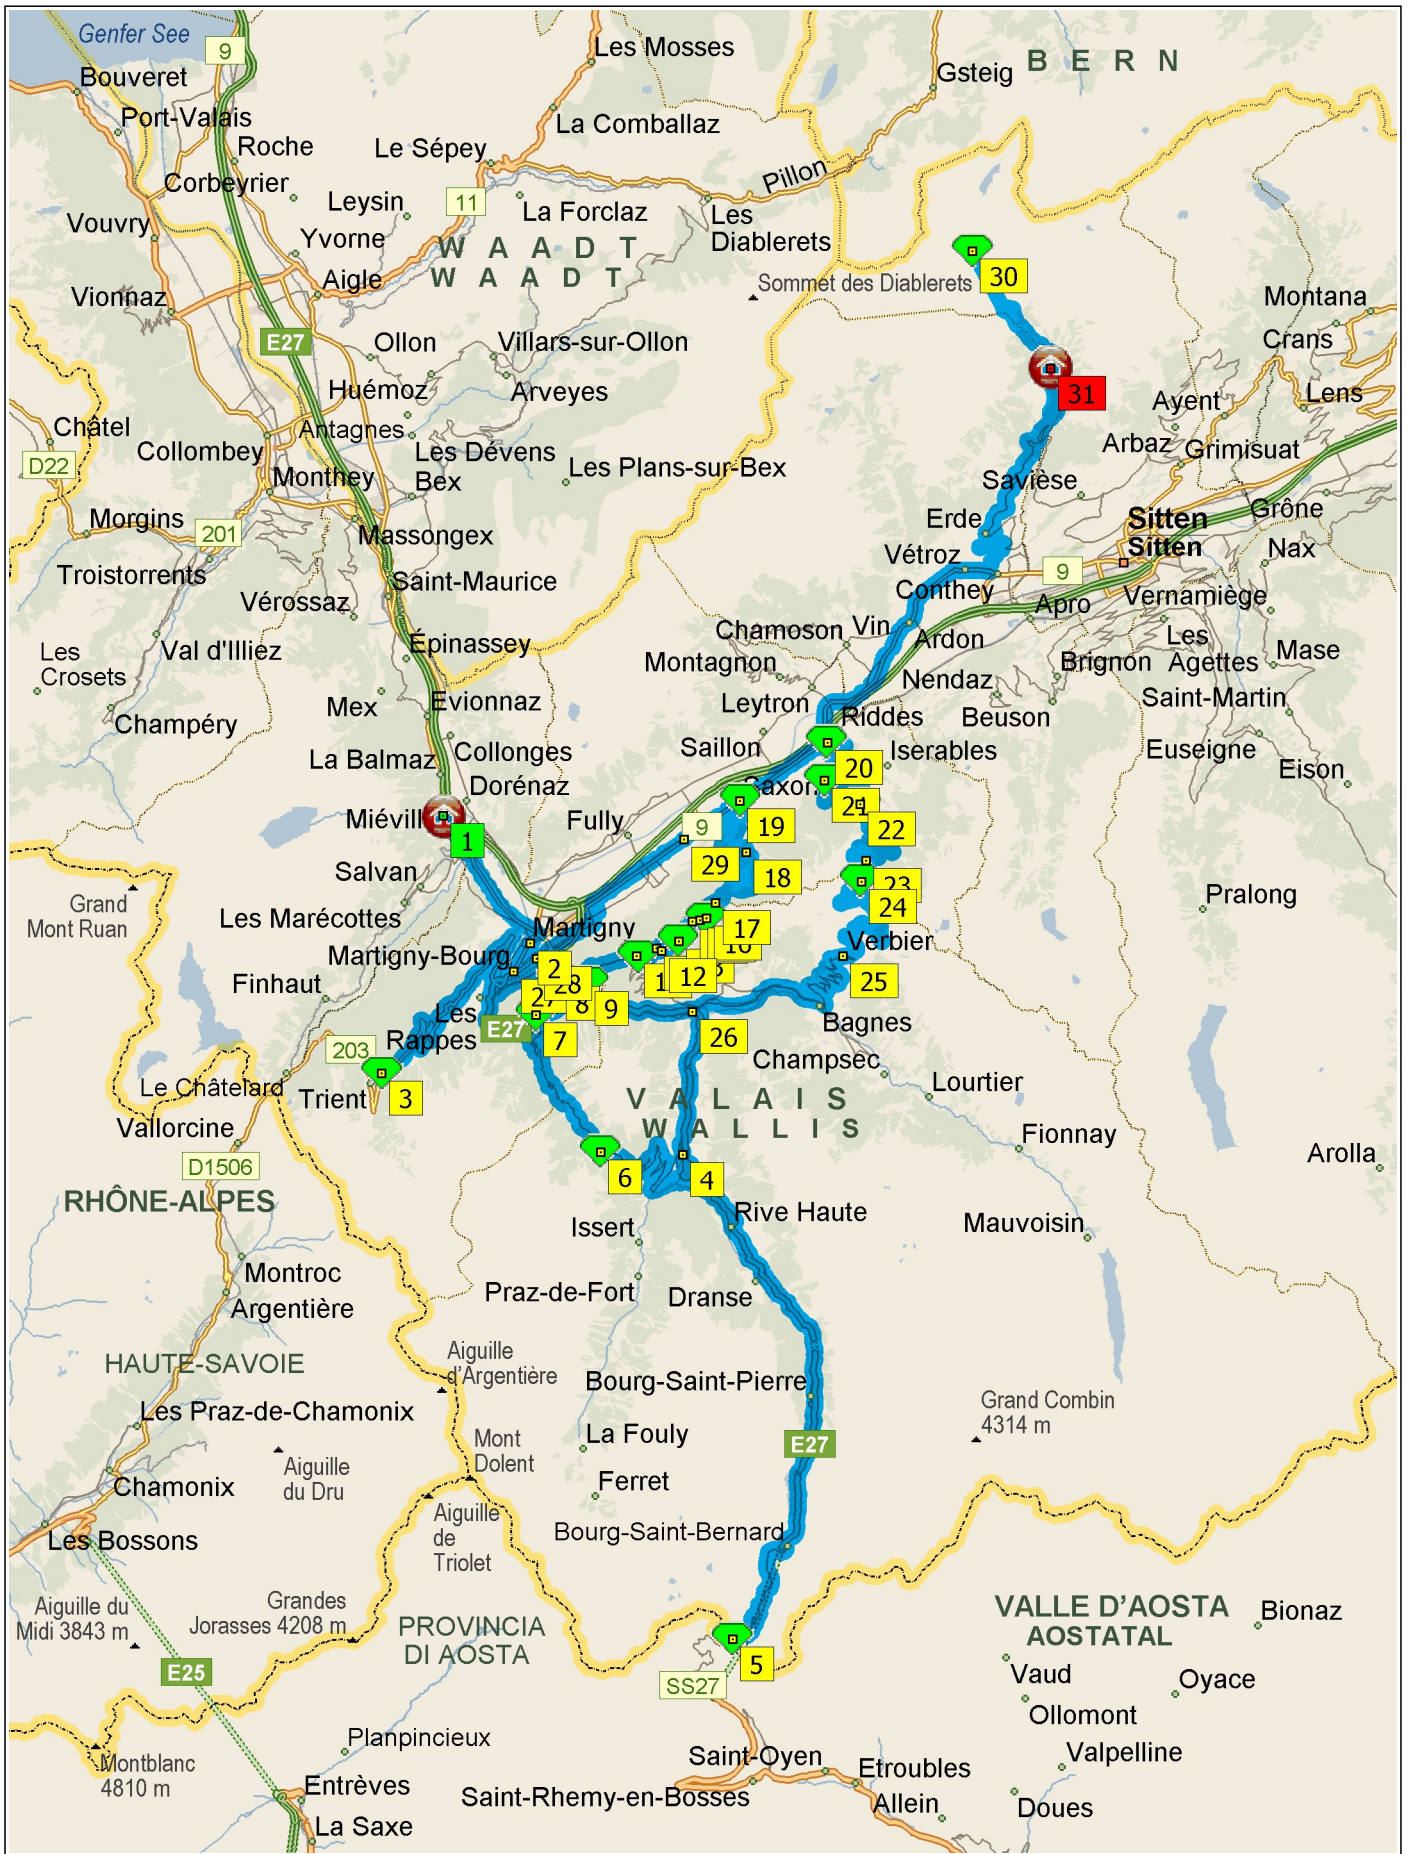 Genfer See
9
Bouveret
Port-Valais
Roche
Corbeyrier
Vouvry
Yvorne
Vionnaz
Aigle
Leysin
Le Sépey
11
La Forclaz
La Comballaz
Les Mosses
Les
Diablerets
Pillon
Gsteig
BERN
WAADT
WAADT
Sommet des Diablerets
30
31
Montana
Crans
Lens
Ayent
Arbaz
Grimisuat
E27
Ollon
Villars-sur-Ollon
Huémoz
Arveyes
Antagnes
Les Dévens
Bex
Les Plans-sur-Bex
Châtel
D22
Collombey
Monthey
Morgins
201
Massongex
Troistorrents
Saint-Maurice
Vérossaz
Val d'Illiez
Épinassey
Les
Crosets
Champéry
Mex
Evionnaz
La Balmaz
Collonges
Dorénaz
Miévill
1
Savièse
Erde
Sitten
Sitten
Grône
Nax
Vétroz
9
Conthey
Apro
Vernamiège
Chamoson
Vin
Ardon
Les
Agettes
Mase
Montagnon
Brignon
Nendaz
Saint-Martin
Leytron
Riddes
Beuson
Saillon
Iserables
Euseigne
Eison
20
Saxon
21
22
Fully
9
19
29
18
23
24
Pralong
Salvan
Les Marécottes
Grand
Mont Ruan
Martigny
Martigny-Bourg
17
16
Verbier
25
2
12
28
27
8
9
7
Finhaut
Les
Rappes
E27
26
Bagnes
Champsec
203
Le Châtelard
Trient
3
Lourtier
Vallorcine
VALAIS
WALLIS
Fionnay
Arolla
D1506
6
4
RHÔNE-ALPES
Issert
Rive Haute
Mauvoisin
Montroc
Argentière
Praz-de-Fort
Dranse
HAUTE-SAVOIE
Aiguille
d'Argentière
Bourg-Saint-Pierre
Grand Combin
4314 m
Les Praz-de-Chamonix
La Fouly
E27
Mont
Dolent
Aiguille
du Dru
Chamonix
Ferret
Aiguille
de
Triolet
Les Bossons
Bourg-Saint-Bernard
Aiguille du
Midi 3843 m
Grandes
Jorasses 4208 m
PROVINCIA
DI AOSTA
VALLE D'AOSTA
AOSTATAL
Bionaz
E25
5
SS27
Vaud
Oyace
Ollomont
Planpincieux
Montblanc
4810 m
Saint-Oyen
Etroubles
Valpelline
Entrèves
Saint-Rhemy-en-Bosses
Allein
Doues
La Saxe